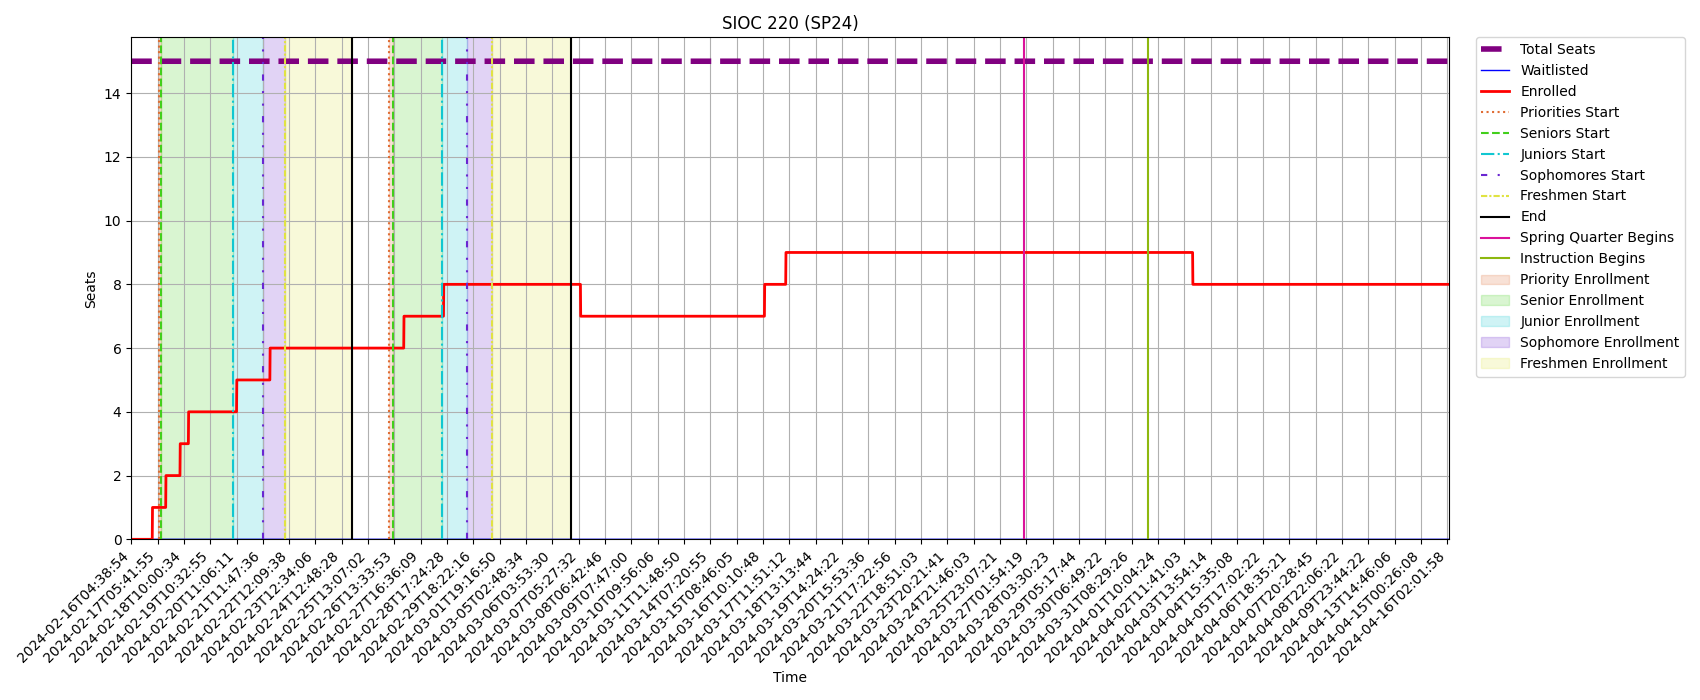 SIOC 220 (SP24)
Seats
14
12
10
8
6
4
2
0
2024-02-16T04:38:54
2024-02-17T05:41:55
2024-02-18T10:00:34
2024-02-19T10:32:55
2024-02-20T11:06:11
2024-02-21T11:47:36
2024-02-22T12:09:38
2024-02-23T12:34:06
2024-02-24T12:48:28
2024-02-25T13:07:02
2024-02-26T13:33:53
2024-02-27T16:36:09
2024-02-28T17:24:28
2024-02-29T18:22:16
2024-03-01T19:16:50
2024-03-05T02:48:34
2024-03-06T03:53:30
2024-03-07T05:27:32
2024-03-08T06:42:46
2024-03-09T07:47:00
2024-03-10T09:56:06
2024-03-11T11:48:50
2024-03-14T07:20:55
2024-03-15T08:46:05
2024-03-16T10:10:48
2024-03-17T11:51:12
2024-03-18T13:13:44
2024-03-19T14:24:22
2024-03-20T15:53:36
2024-03-21T17:22:56
2024-03-22T18:51:03
2024-03-23T20:21:41
2024-03-24T21:46:03
2024-03-25T23:07:21
2024-03-27T01:54:19
2024-03-28T03:30:23
2024-03-29T05:17:44
2024-03-30T06:49:22
2024-03-31T08:29:26
2024-04-01T10:04:24
2024-04-02T11:41:03
2024-04-03T13:54:14
2024-04-04T15:35:08
2024-04-05T17:02:22
2024-04-06T18:35:21
2024-04-07T20:28:45
2024-04-08T22:06:22
2024-04-09T23:44:22
2024-04-13T14:46:06
2024-04-15T00:26:08
2024-04-16T02:01:58
Time
Total Seats
Waitlisted
Enrolled
Priorities Start
Seniors Start
Juniors Start
Sophomores Start
Freshmen Start
End
Spring Quarter Begins
Instruction Begins
Priority Enrollment
Senior Enrollment
Junior Enrollment
Sophomore Enrollment
Freshmen Enrollment